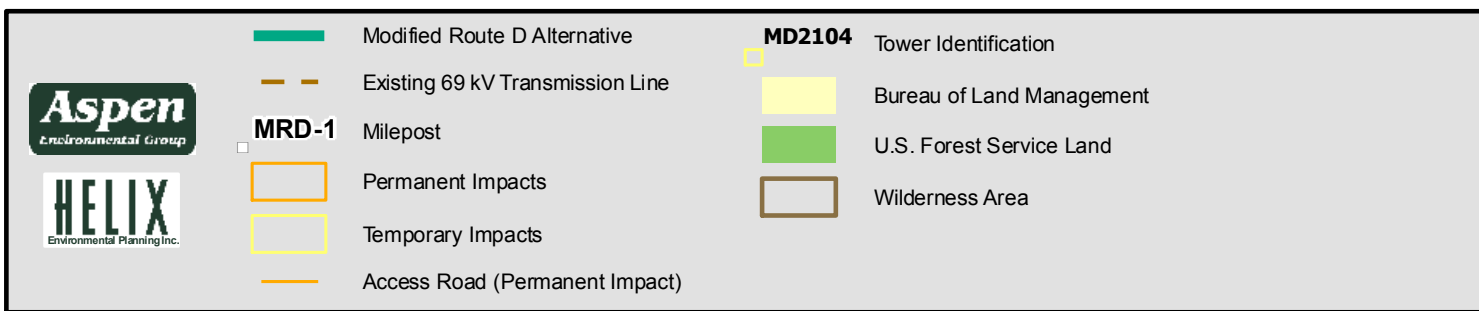 Aspen
Environmental Group
HELIX
Environmental Planning Inc.
Modified Route D Alternative
Existing 69 kV Transmission Line
MRD-1 Milepost
Permanent Impacts
Temporary Impacts
Access Road (Permanent Impact)
MD2104 Tower Identification
Bureau of Land Management
U.S. Forest Service Land
Wilderness Area